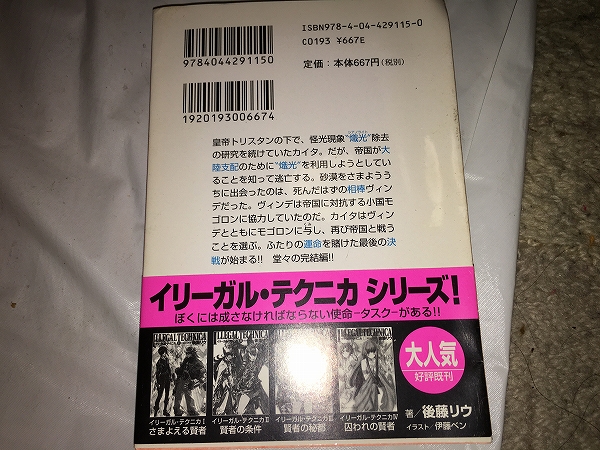 ISBN978-4-04-429115-0
C0193 ¥667E
定価：本体667円（税別）
9784044291150
1920193006674
皇帝トリスタンの下で、怪光現象“熾光”除去
の研究を続けていたカイタ。だが、帝国が大
陸支配のために“熾光”を利用しようとしてい
ることを知って逃亡する。砂漠をさまよううち
に出会ったのは、死んだはずの相棒ヴィン
デだった。ヴィンデは帝国に対抗する小国モ
ゴロンに協力していたのだ。カイタはヴィン
デとともにモゴロンに与し、再び帝国と戦う
ことを選ぶ。ふたりの運命を賭けた最後の決
戦が始まる!! 堂々の完結編!!
イリーガル・テクニカ シリーズ！
ぼくには成さなければならない使命−タスク−がある!!
ILLEGAL TECHNICA
ILLEGAL TECHNICA
ILLEGAL TECHNICA
ILLEGAL TECHNICA
イリーガル・テクニカ I
さまよえる賢者
イリーガル・テクニカ II
賢者の条件
イリーガル・テクニカ III
賢者の秘都
イリーガル・テクニカ IV
囚われの賢者
大人気
好評既刊
著／後藤リウ
イラスト／伊藤ベン